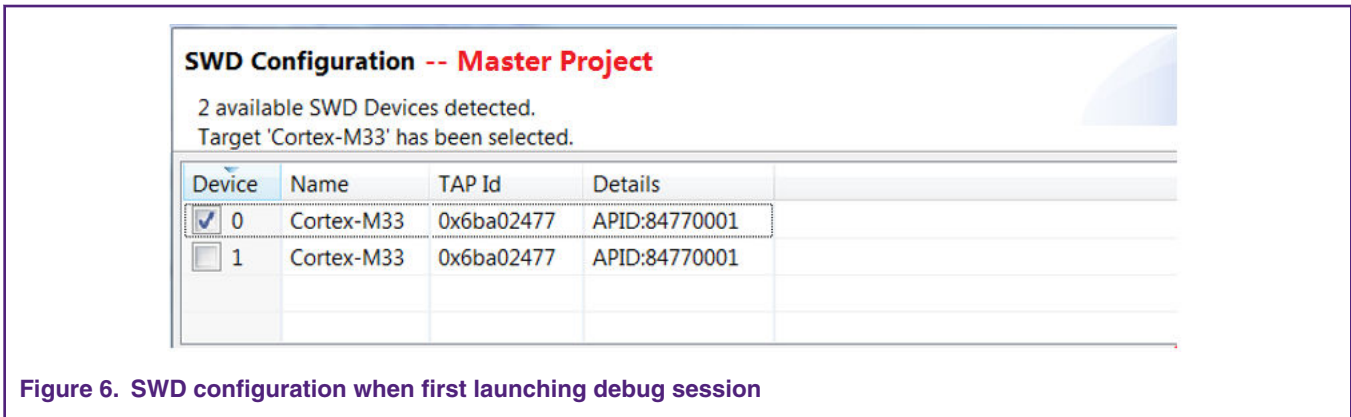 SWD Configuration -- Master Project
2 available SWD Devices detected.
Target 'Cortex-M33' has been selected.
Device Name TAP Id Details
0 Cortex-M33 0x6ba02477 APID:84770001
1 Cortex-M33 0x6ba02477 APID:84770001
Figure 6. SWD configuration when first launching debug session